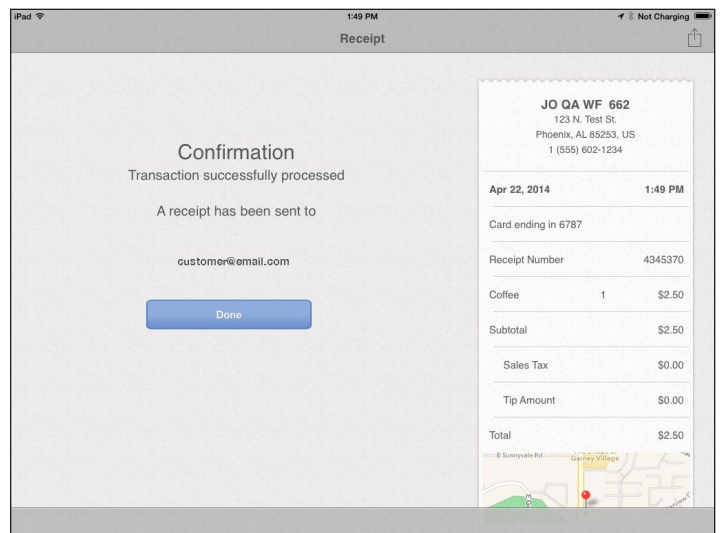 iPad 1:49 PM Not Charging
Receipt
Confirmation
Transaction successfully processed
A receipt has been sent to
customer@email.com
Done
JO QA WF 662
123 N. Test St.
Phoenix, AL 85253, US
1 (555) 602-1234
Apr 22, 2014 1:49 PM
Card ending in 6787
Receipt Number 4345370
Coffee 1 $2.50
Subtotal $2.50
Sales Tax $0.00
Tip Amount $0.00
Total $2.50
E Sunnyvale Rd
Gainey Village